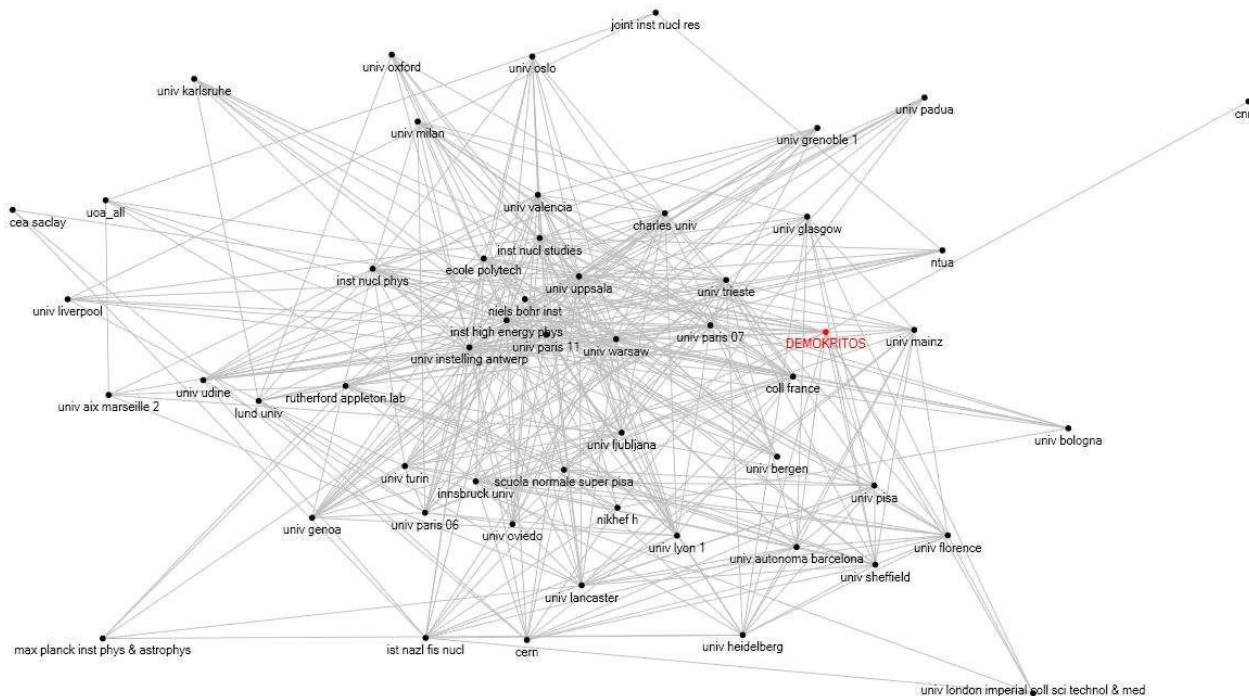 joint inst nucl res
univ oxford
univ oslo
univ karlsruhe
univ padua
cnr
univ milan
univ grenoble 1
univ valencia
uoa_all
cea saclay
charles univ
univ glasgow
inst nucl studies
ntua
ecole polytech
inst nucl phys
univ uppsala
univ trieste
univ liverpool
niels bohr inst
inst high energy phys
univ paris 07
univ mainz
DEMOKRITOS
univ paris 11
univ warsaw
univ instelling antwerp
coll france
univ udine
rutherford appleton lab
univ aix marseille 2
lund univ
univ bologna
univ ljubljana
univ bergen
univ turin
scuola normale super pisa
innsbruck univ
univ pisa
nikhef h
univ genoa
univ paris 06
univ oviedo
univ lyon 1
univ autonoma barcelona
univ florence
univ sheffield
univ lancaster
max planck inst phys & astrophys
ist nazl fis nucl
cern
univ heidelberg
univ london imperial coll sci technol & med